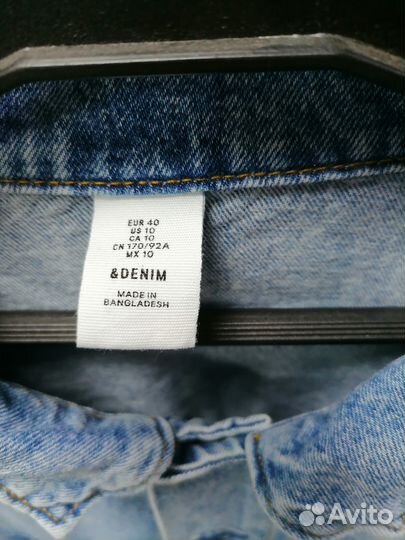 EUR 40
US 10
CA 10
CN 170/92A
MX 10
&DENIM
MADE IN
BANGLADESH
Avito